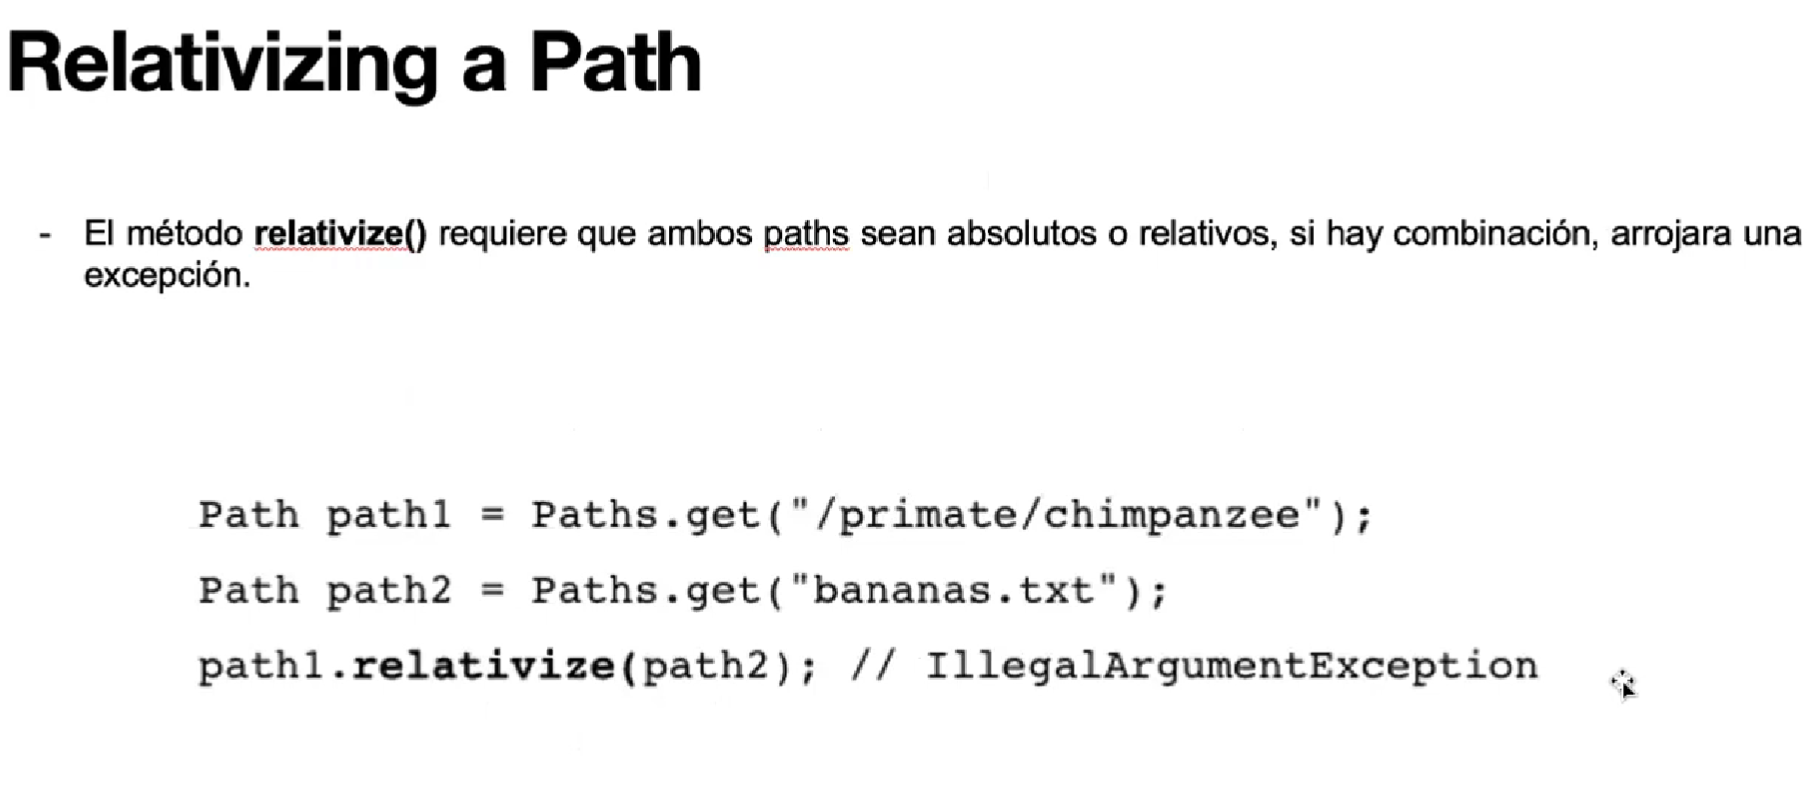 Relativizing a Path
- El método relativize() requiere que ambos paths sean absolutos o relativos, si hay combinación, arrojara una
excepción.
Path path1 = Paths.get("/primate/chimpanzee");
Path path2 = Paths.get("bananas.txt");
path1.relativize(path2); // IllegalArgumentException